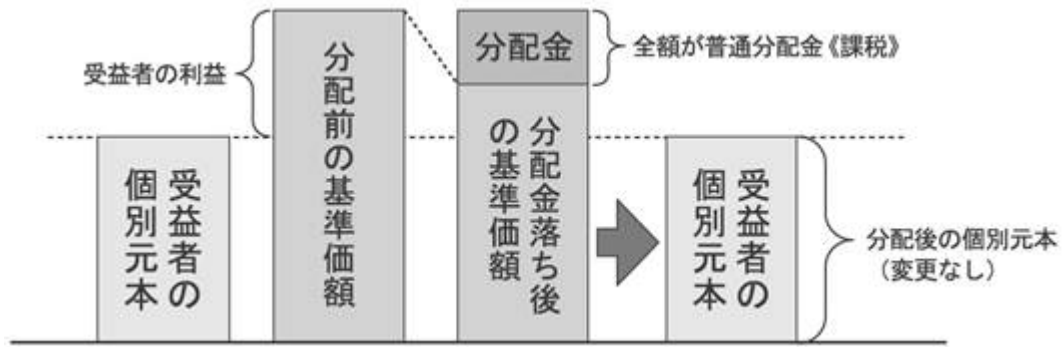 受益者の利益
受益者の
個別元本
分配前の基準価額
分配金
全額が普通分配金《課税》
分配金落ち後
の基準価額
受益者の
個別元本
分配後の個別元本
（変更なし）